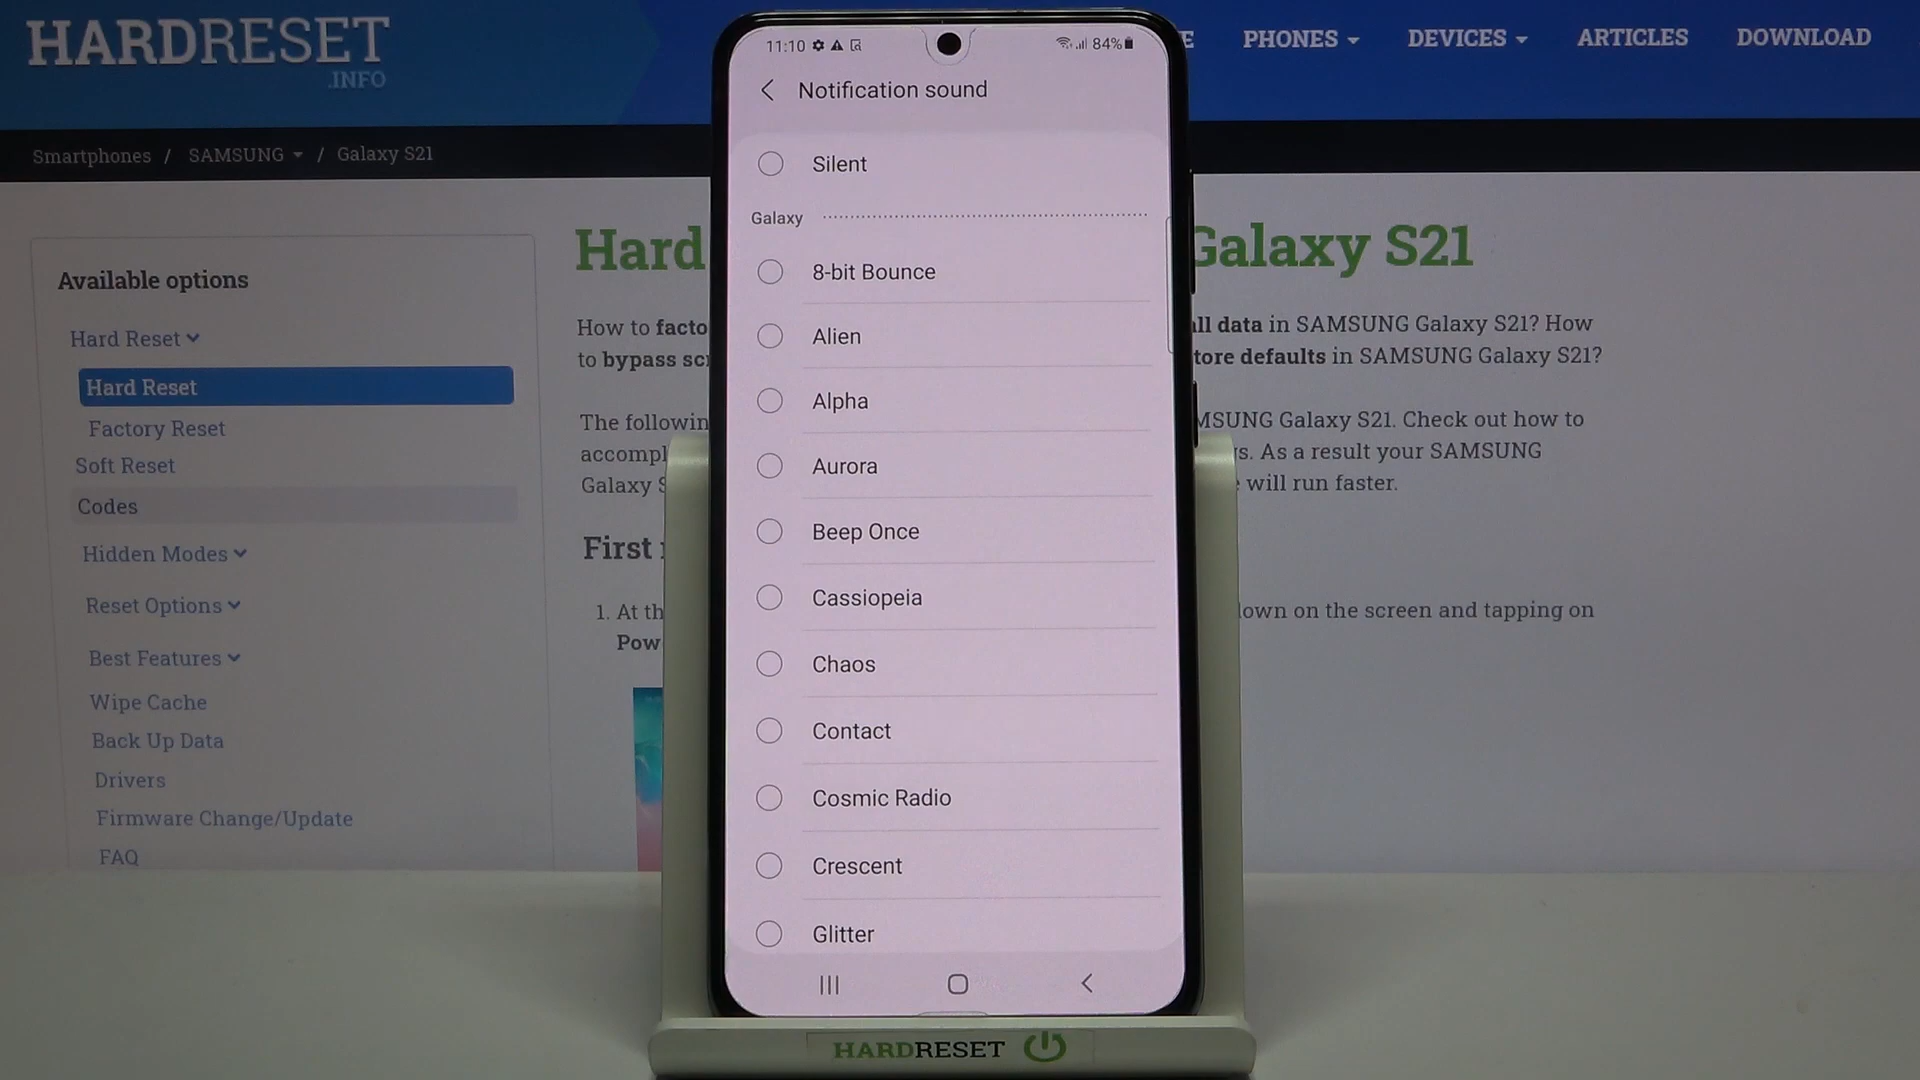 HARDRESET
.INFO
PHONES
DEVICES
ARTICLES
DOWNLOAD
Smartphones / SAMSUNG / Galaxy S21
Available options
Hard Reset
Hard Reset
Factory Reset
Soft Reset
Codes
Hidden Modes
Reset Options
Best Features
Wipe Cache
Back Up Data
Drivers
Firmware Change/Update
FAQ
Hard Galaxy S21
How to facto all data in SAMSUNG Galaxy S21? How
to bypass scr tore defaults in SAMSUNG Galaxy S21?
The followin MSUNG Galaxy S21. Check out how to
accompl s. As a result your SAMSUNG
Galaxy S will run faster.
First
1. At th down on the screen and tapping on
Pow
11:10 84%
Notification sound
Silent
Galaxy
8-bit Bounce
Alien
Alpha
Aurora
Beep Once
Cassiopeia
Chaos
Contact
Cosmic Radio
Crescent
Glitter
HARDRESET